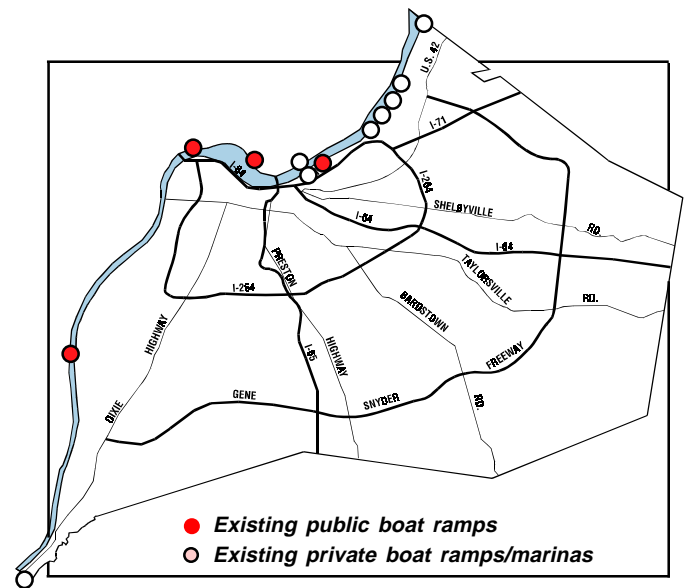 U.S. 42
I-71
I-64
I-264
SHELBYVILLE
RD.
I-64
I-64
TAYLORSVILLE
RD.
PRESTON
HIGHWAY
BARDSTOWN
RD.
I-264
HIGHWAY
DIXIE
I-65
FREEWAY
SNYDER
GENE
Existing public boat ramps
Existing private boat ramps/marinas